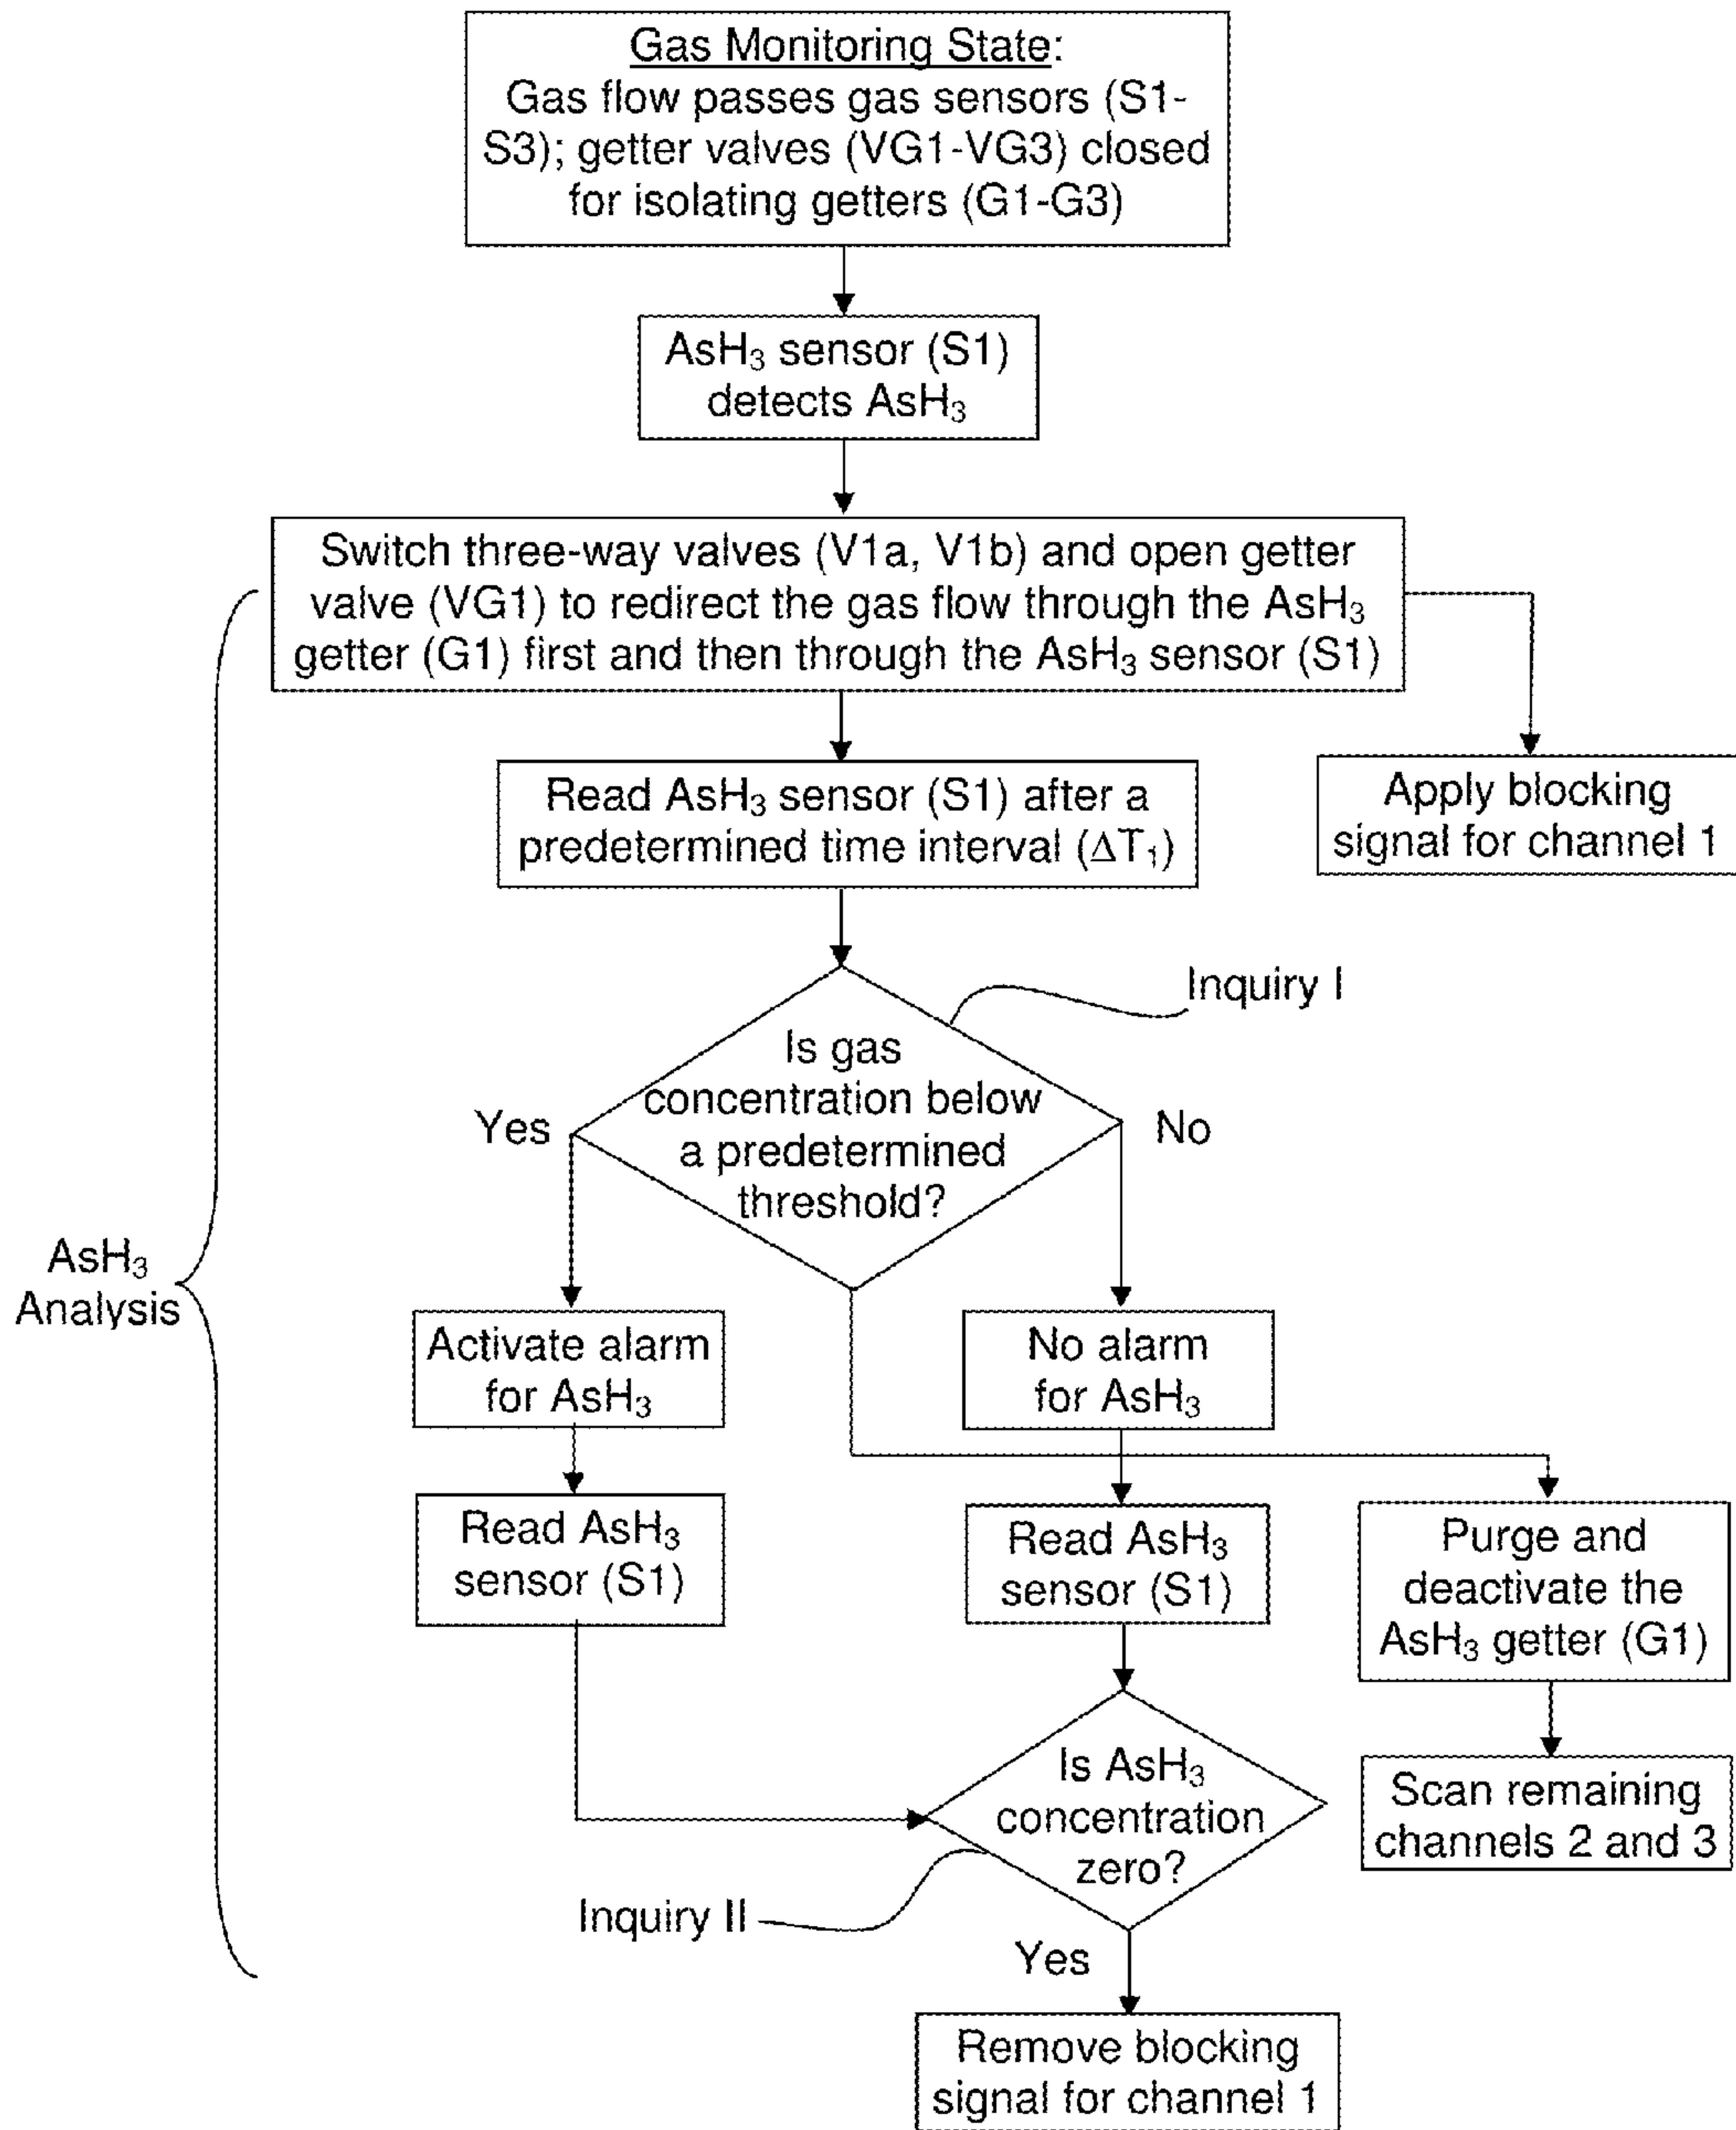 Gas Monitoring State:
Gas flow passes gas sensors (S1-
S3); getter valves (VG1-VG3) closed
for isolating getters (G1-G3)
AsH₃ sensor (S1)
detects AsH₃
Switch three-way valves (V1a, V1b) and open getter
valve (VG1) to redirect the gas flow through the AsH₃
getter (G1) first and then through the AsH₃ sensor (S1)
Read AsH₃ sensor (S1) after a
predetermined time interval (ΔT₁)
Apply blocking
signal for channel 1
Inquiry I
Is gas
concentration below
a predetermined
threshold?
Yes
No
AsH₃
Analysis
Activate alarm
for AsH₃
No alarm
for AsH₃
Read AsH₃
sensor (S1)
Read AsH₃
sensor (S1)
Purge and
deactivate the
AsH₃ getter (G1)
Is AsH₃
concentration
zero?
Scan remaining
channels 2 and 3
Inquiry II
Yes
Remove blocking
signal for channel 1